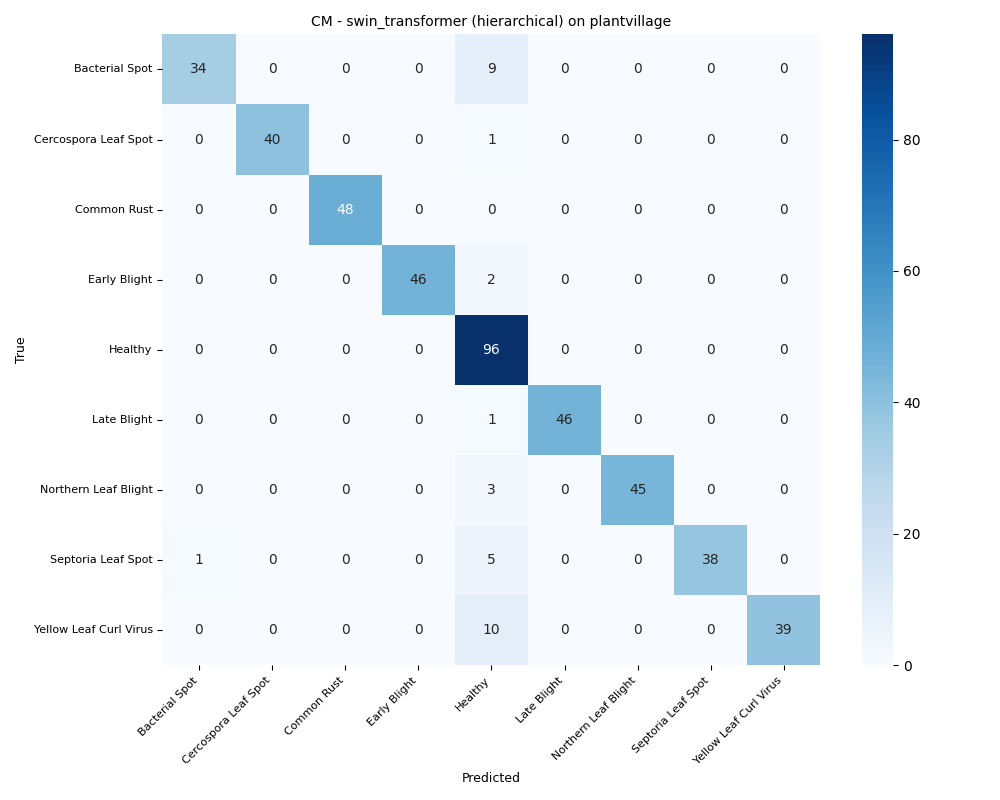 CM - swin_transformer (hierarchical) on plantvillage
True
Bacterial Spot 34 0 0 0 9 0 0 0 0
Cercospora Leaf Spot 0 40 0 0 1 0 0 0 0
Common Rust 0 0 48 0 0 0 0 0 0
Early Blight 0 0 0 46 2 0 0 0 0
Healthy 0 0 0 0 96 0 0 0 0
Late Blight 0 0 0 0 1 46 0 0 0
Northern Leaf Blight 0 0 0 0 3 0 45 0 0
Septoria Leaf Spot 1 0 0 0 5 0 0 38 0
Yellow Leaf Curl Virus 0 0 0 0 10 0 0 0 39
Bacterial Spot
Cercospora Leaf Spot
Common Rust
Early Blight
Healthy
Late Blight
Northern Leaf Blight
Septoria Leaf Spot
Yellow Leaf Curl Virus
Predicted
80
60
40
20
0